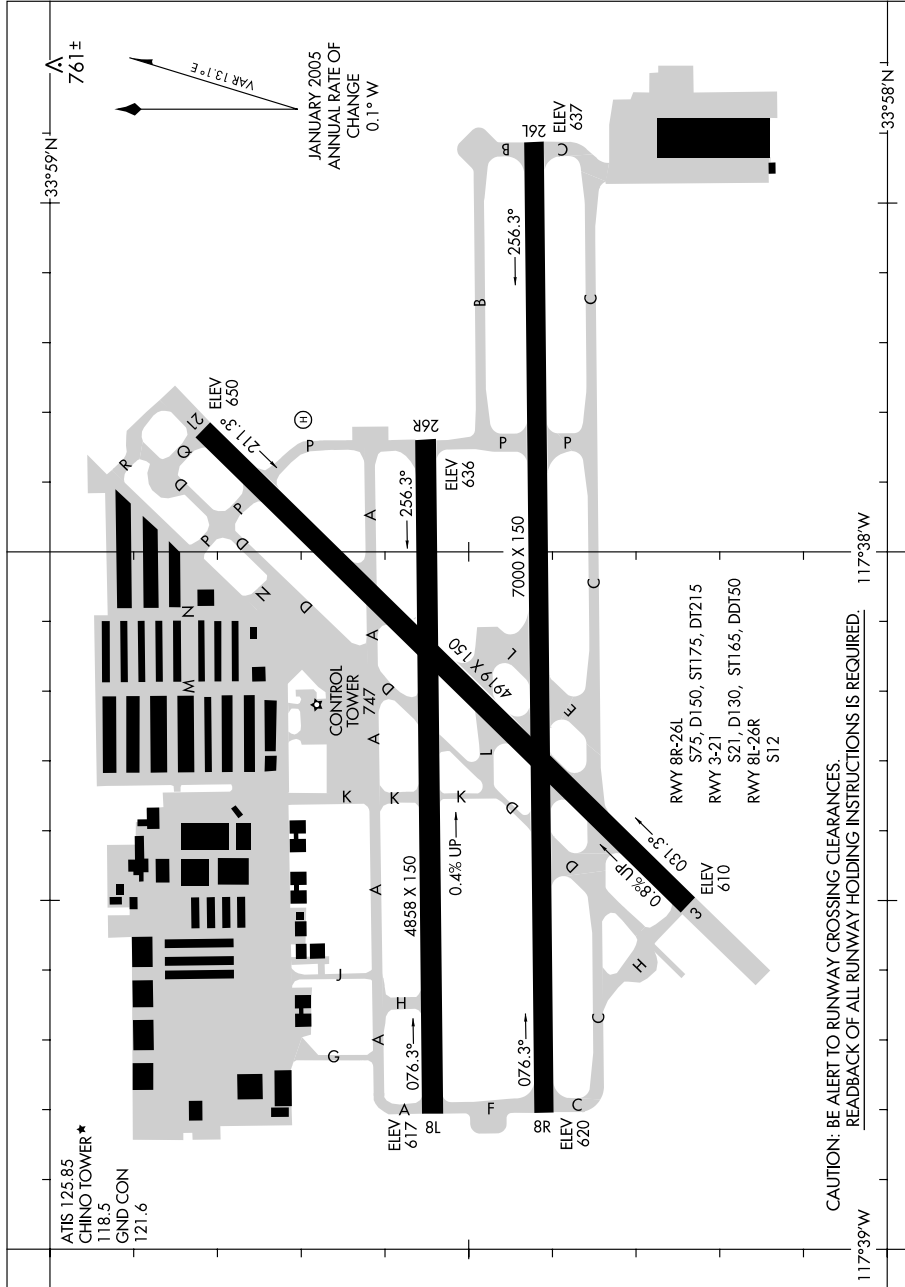 ATIS 125.85
CHINO TOWER★
118.5
GND CON
121.6
33°59'N
761±
VAR 13.1° E
JANUARY 2005
ANNUAL RATE OF
CHANGE
0.1° W
R
21
Q
D
ELEV
650
211.3°
H
P
P
P
D
N
N
W
D
CONTROL
TOWER
747
A
A
D
A
K
K
K
A
J
H
A
G
A
256.3°
26R
ELEV
636
4858 X 150
0.4% UP
076.3°
ELEV
617
8L
F
B
B
26L
ELEV
637
256.3°
C
P
P
C
7000 X 150
4919 X 150
L
L
E
D
D
C
C
C
H
076.3°
8R
ELEV
620
0.8% UP
031.3°
3
ELEV
610
RWY 8R-26L
S75, D150, ST175, DT215
RWY 3-21
S21, D130, ST165, DDT50
RWY 8L-26R
S12
33°58'N
CAUTION: BE ALERT TO RUNWAY CROSSING CLEARANCES.
READBACK OF ALL RUNWAY HOLDING INSTRUCTIONS IS REQUIRED.
117°39'W
117°38'W